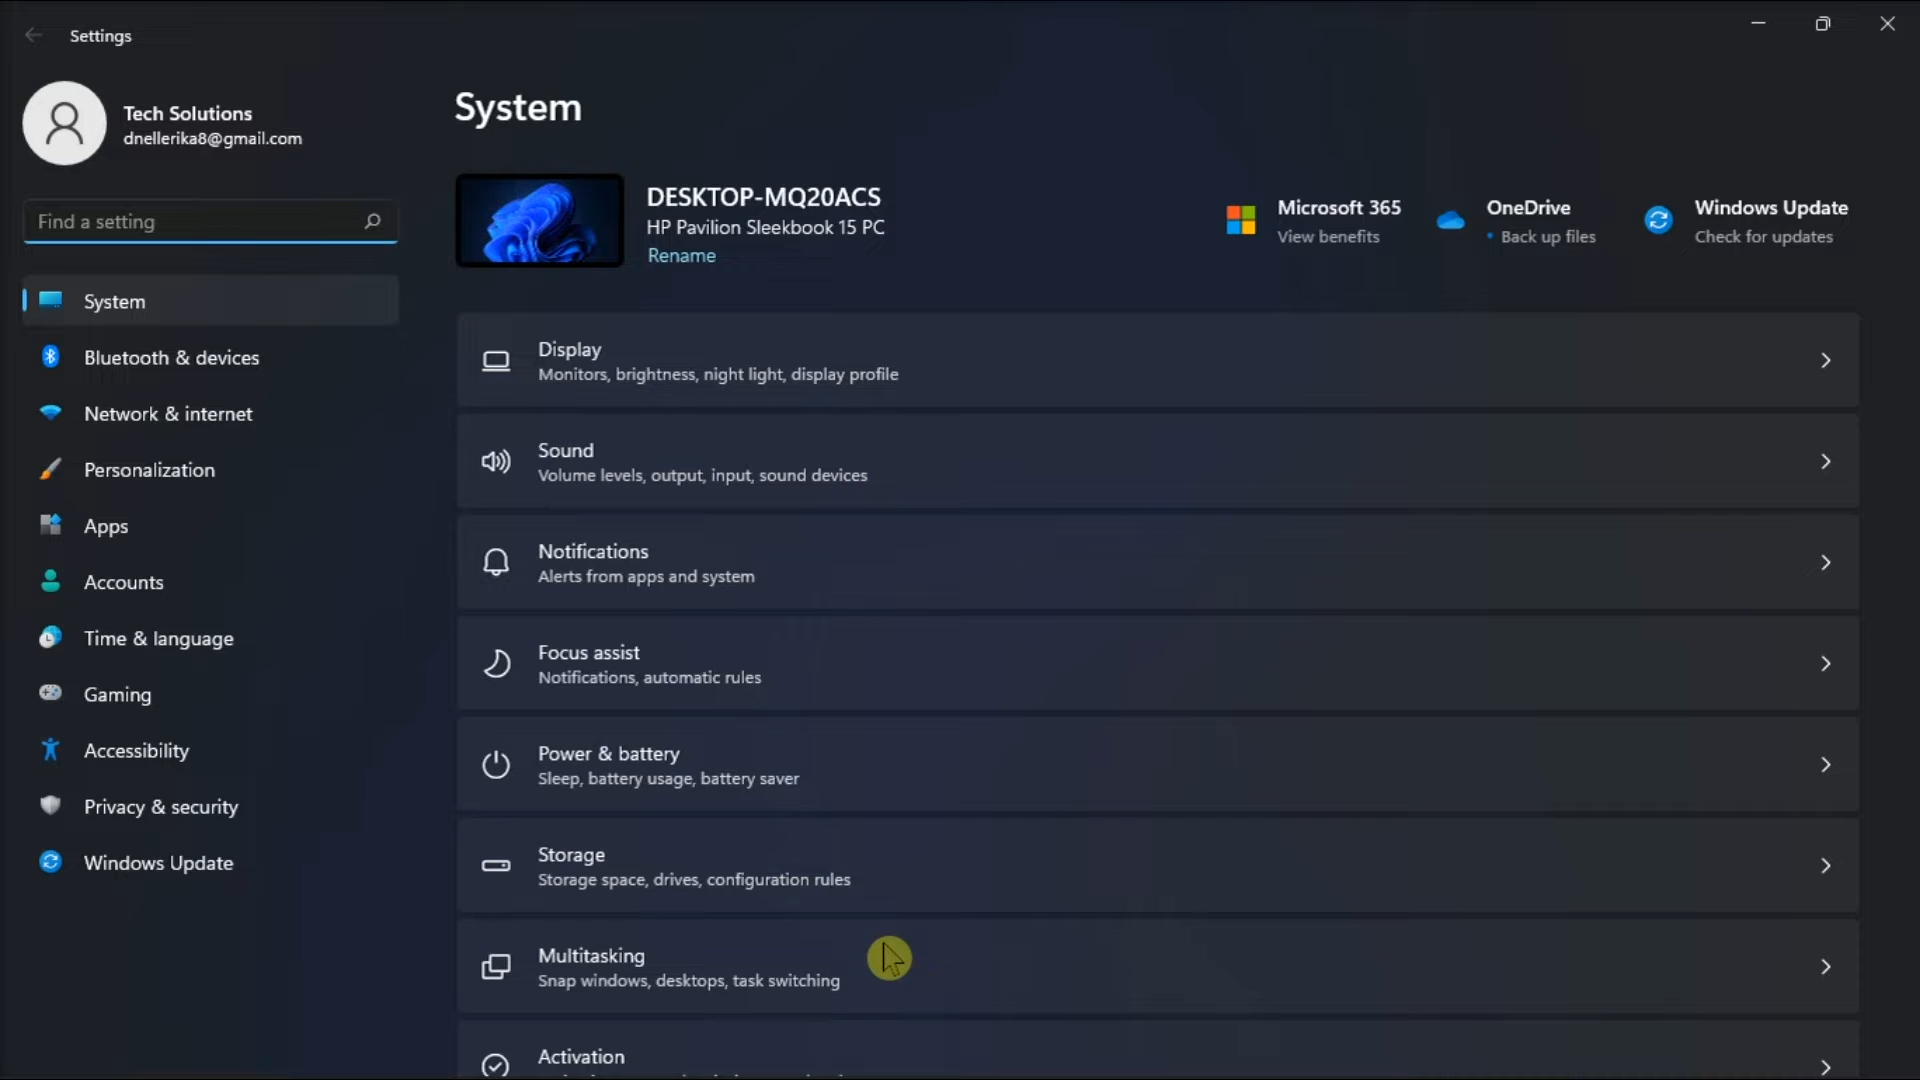 Settings
Tech Solutions
dnellerika8@gmail.com
Find a setting
System
Bluetooth & devices
Network & internet
Personalization
Apps
Accounts
Time & language
Gaming
Accessibility
Privacy & security
Windows Update
System
DESKTOP-MQ20ACS
HP Pavilion Sleekbook 15 PC
Rename
Microsoft 365
View benefits
OneDrive
• Back up files
Windows Update
Check for updates
Display
Monitors, brightness, night light, display profile
Sound
Volume levels, output, input, sound devices
Notifications
Alerts from apps and system
Focus assist
Notifications, automatic rules
Power & battery
Sleep, battery usage, battery saver
Storage
Storage space, drives, configuration rules
Multitasking
Snap windows, desktops, task switching
Activation